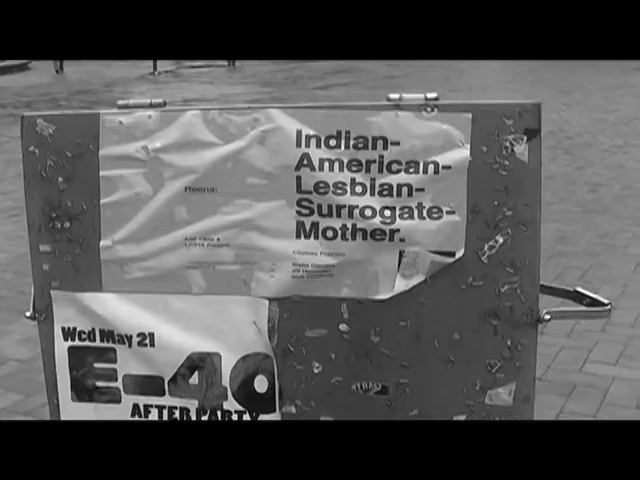 Indian-
American-
Lesbian-
Surrogate-
Mother.
Reena:
Wed May 21
E-40
AFTER PARTY